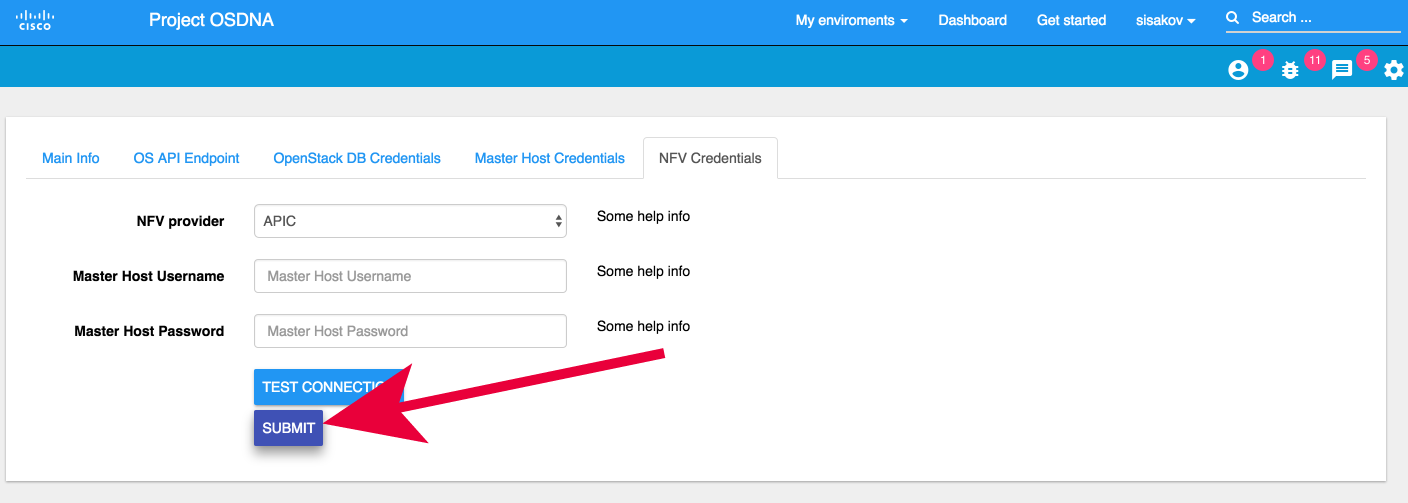 CISCO
Project OSDNA
My enviroments
Dashboard
Get started
sisakov
Search ...
1
11
5
Main Info
OS API Endpoint
OpenStack DB Credentials
Master Host Credentials
NFV Credentials
NFV provider
APIC
Some help info
Master Host Username
Master Host Username
Some help info
Master Host Password
Master Host Password
Some help info
TEST CONNECTIO
SUBMIT